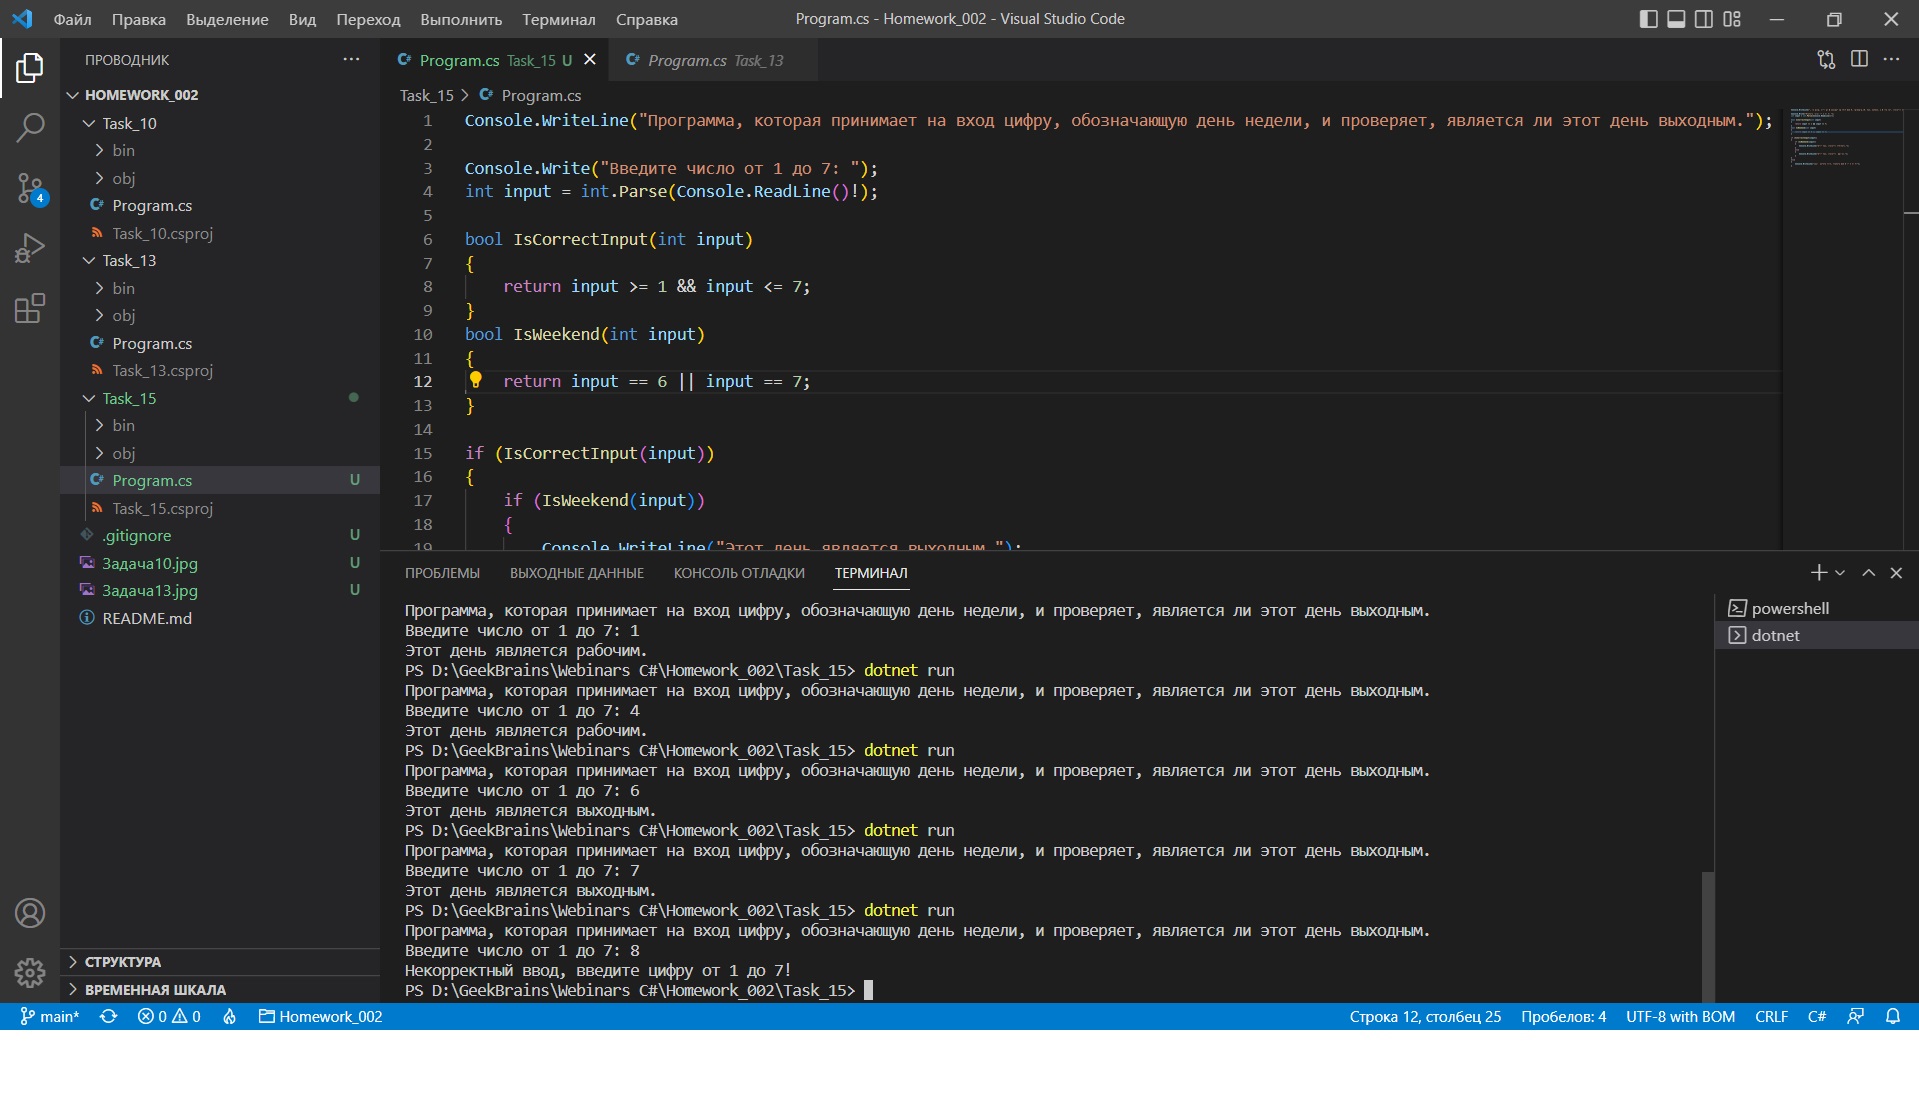 Файл Правка Выделение Вид Переход Выполнить Терминал Справка
Program.cs - Homework_002 - Visual Studio Code
ПРОВОДНИК
HOMEWORK_002
Task_10
bin
obj
Program.cs
Task_10.csproj
Task_13
bin
obj
Program.cs
Task_13.csproj
Task_15
bin
obj
Program.cs U
Task_15.csproj
.gitignore U
Задача10.jpg U
Задача13.jpg U
README.md
СТРУКТУРА
ВРЕМЕННАЯ ШКАЛА
4
Program.cs Task_15 U
Program.cs Task_13
Task_15 > Program.cs
1 Console.WriteLine("Программа, которая принимает на вход цифру, обозначающую день недели, и проверяет, является ли этот день выходным.");
2
3 Console.Write("Введите число от 1 до 7: ");
4 int input = int.Parse(Console.ReadLine()!);
5
6 bool IsCorrectInput(int input)
7 {
8 return input >= 1 && input <= 7;
9 }
10 bool IsWeekend(int input)
11 {
12 return input == 6 || input == 7;
13 }
14
15 if (IsCorrectInput(input))
16 {
17 if (IsWeekend(input))
18 {
19 Console.WriteLine("Этот день является выходным.");
ПРОБЛЕМЫ ВЫХОДНЫЕ ДАННЫЕ КОНСОЛЬ ОТЛАДКИ ТЕРМИНАЛ
Программа, которая принимает на вход цифру, обозначающую день недели, и проверяет, является ли этот день выходным.
Введите число от 1 до 7: 1
Этот день является рабочим.
PS D:\GeekBrains\Webinars C#\Homework_002\Task_15> dotnet run
Программа, которая принимает на вход цифру, обозначающую день недели, и проверяет, является ли этот день выходным.
Введите число от 1 до 7: 4
Этот день является рабочим.
PS D:\GeekBrains\Webinars C#\Homework_002\Task_15> dotnet run
Программа, которая принимает на вход цифру, обозначающую день недели, и проверяет, является ли этот день выходным.
Введите число от 1 до 7: 6
Этот день является выходным.
PS D:\GeekBrains\Webinars C#\Homework_002\Task_15> dotnet run
Программа, которая принимает на вход цифру, обозначающую день недели, и проверяет, является ли этот день выходным.
Введите число от 1 до 7: 7
Этот день является выходным.
PS D:\GeekBrains\Webinars C#\Homework_002\Task_15> dotnet run
Программа, которая принимает на вход цифру, обозначающую день недели, и проверяет, является ли этот день выходным.
Введите число от 1 до 7: 8
Некорректный ввод, введите цифру от 1 до 7!
PS D:\GeekBrains\Webinars C#\Homework_002\Task_15>
powershell
dotnet
main* 0 0 Homework_002
Строка 12, столбец 25 Пробелов: 4 UTF-8 with BOM CRLF C#